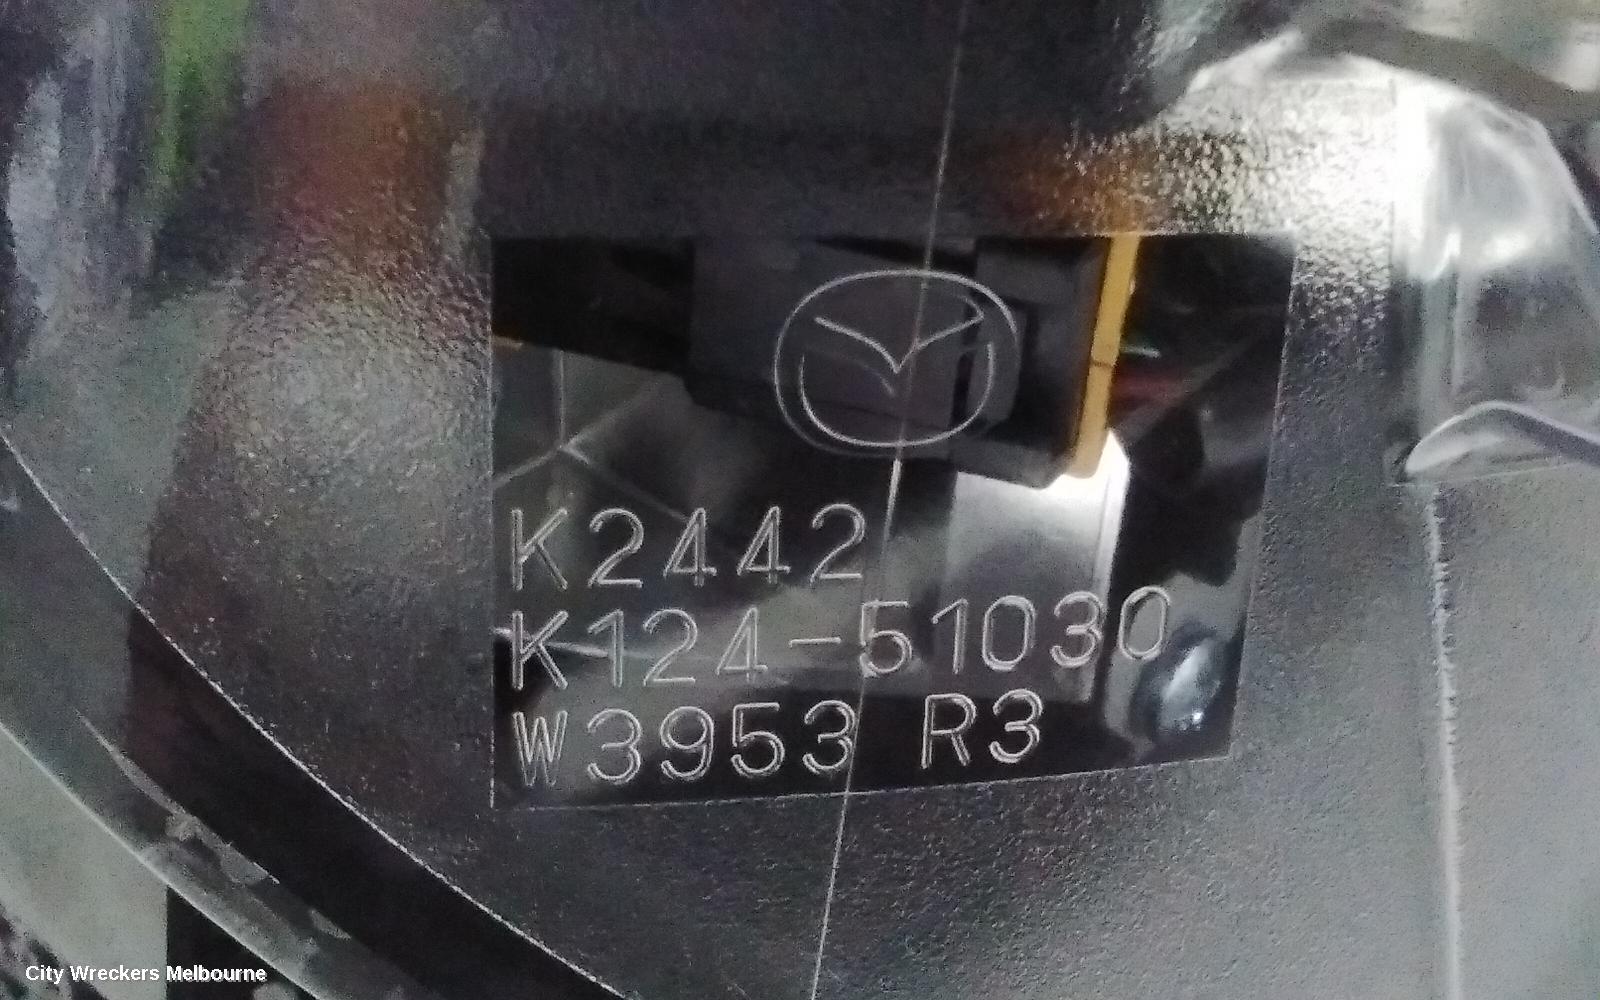 K2442
K124-51030
W3953 R3
City Wreckers Melbourne